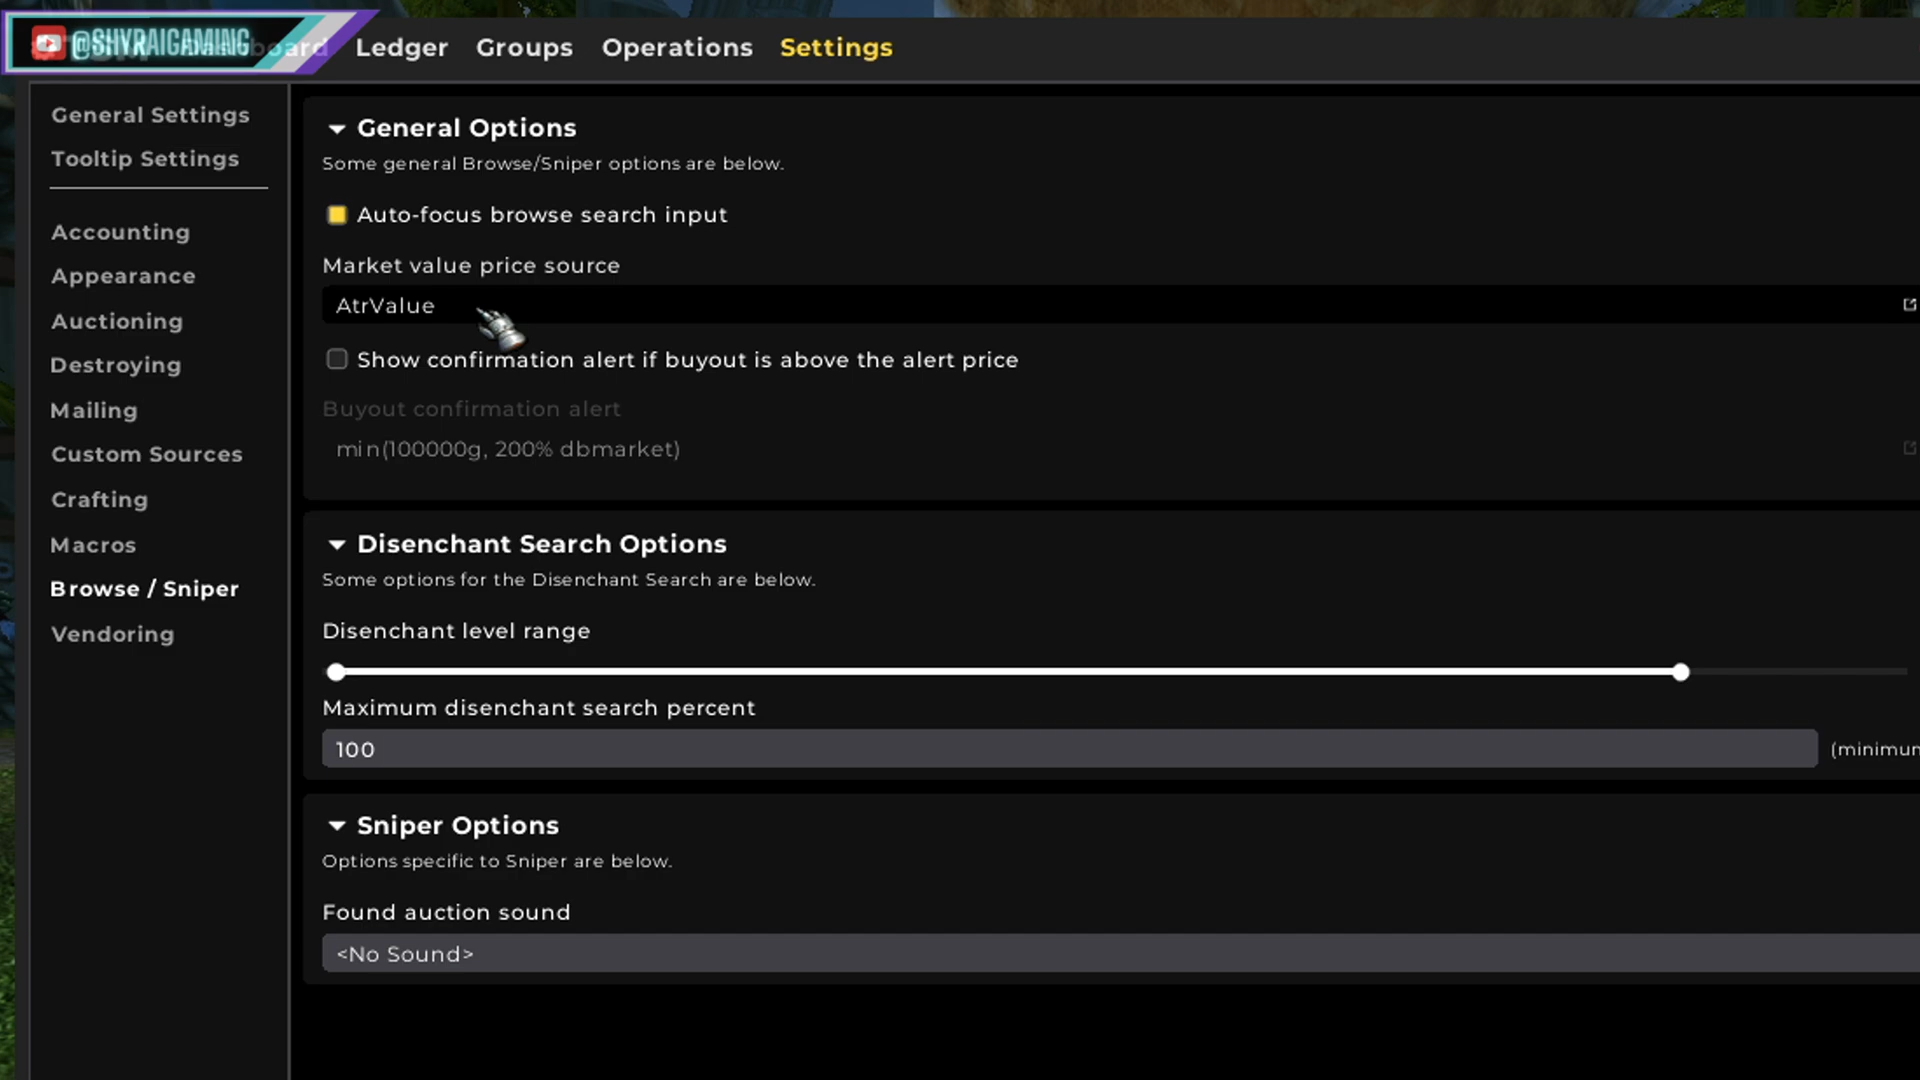 @SHYRAIGAMING
Ledger Groups Operations Settings
General Settings
Tooltip Settings
Accounting
Appearance
Auctioning
Destroying
Mailing
Custom Sources
Crafting
Macros
Browse / Sniper
Vendoring
General Options
Some general Browse/Sniper options are below.
Auto-focus browse search input
Market value price source
AtrValue
Show confirmation alert if buyout is above the alert price
Buyout confirmation alert
min(100000g, 200% dbmarket)
Disenchant Search Options
Some options for the Disenchant Search are below.
Disenchant level range
Maximum disenchant search percent
100
(minimum
Sniper Options
Options specific to Sniper are below.
Found auction sound
<No Sound>